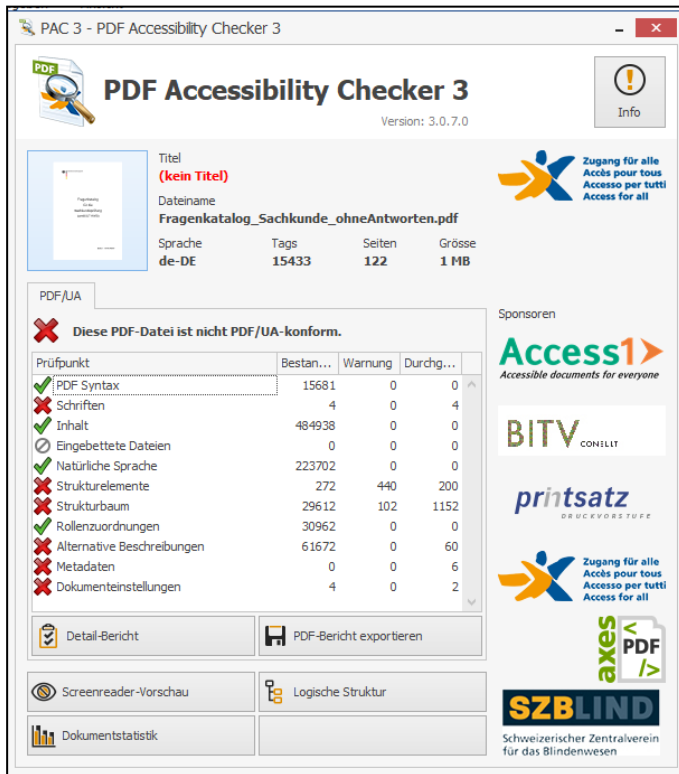 PAC 3 - PDF Accessibility Checker 3
PDF
PDF Accessibility Checker 3
Version: 3.0.7.0
Info
Titel
(kein Titel)
Dateiname
Fragenkatalog_Sachkunde_ohneAntworten.pdf
Sprache Tags Seiten Grösse
de-DE 15433 122 1 MB
Zugang für alle
Accès pour tous
Accesso per tutti
Access for all
PDF/UA
Diese PDF-Datei ist nicht PDF/UA-konform.
Prüfpunkt Bestan... Warnung Durchg...
PDF Syntax 15681 0 0
Schriften 4 0 4
Inhalt 484938 0 0
Eingebettete Dateien 0 0 0
Natürliche Sprache 223702 0 0
Strukturelemente 272 440 200
Strukturbaum 29612 102 1152
Rollenzuordnungen 30962 0 0
Alternative Beschreibungen 61672 0 60
Metadaten 0 0 6
Dokumenteinstellungen 4 0 2
Detail-Bericht PDF-Bericht exportieren
Screenreader-Vorschau Logische Struktur
Dokumentstatistik
Sponsoren
Access1
Accessible documents for everyone
BITV CONSULT
printsatz
DRUCKVORSTUFE
Zugang für alle
Accès pour tous
Accesso per tutti
Access for all
axes
< PDF />
SZBLIND
Schweizerischer Zentralverein
für das Blindenwesen